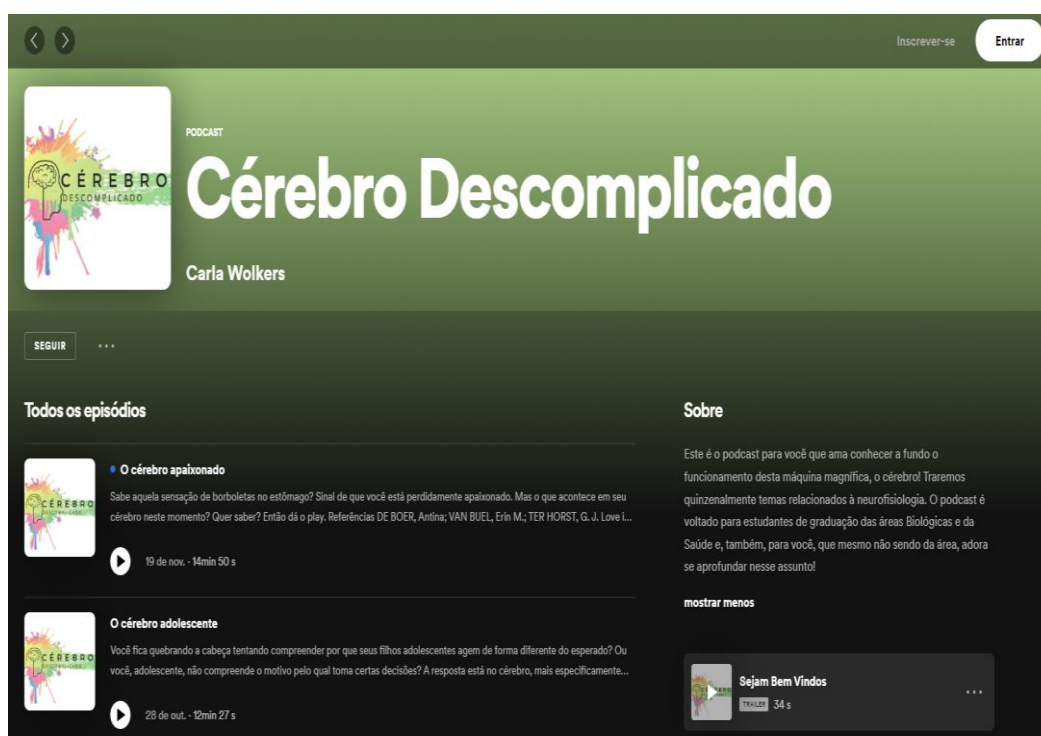 Inscrever-se
Entrar
CÉREBRO
DESCOMPLICADO
PODCAST
Cérebro Descomplicado
Carla Wolkers
SEGUIR
Todos os episódios
CÉREBRO
DESCOMPLICADO
O cérebro apaixonado
Sabe aquela sensação de borboletas no estômago? Sinal de que você está perdidamente apaixonado. Mas o que acontece em seu
cérebro neste momento? Quer saber? Então dá o play. Referências DE BOER, Antina; VAN BUEL, Erin M.; TER HORST, G. J. Love i...
19 de nov. · 14min 50 s
CÉREBRO
DESCOMPLICADO
O cérebro adolescente
Você fica quebrando a cabeça tentando compreender por que seus filhos adolescentes agem de forma diferente do esperado? Ou
você, adolescente, não compreende o motivo pelo qual toma certas decisões? A resposta está no cérebro, mais especificamente...
28 de out. · 12min 27 s
Sobre
Este é o podcast para você que ama conhecer a fundo o
funcionamento desta máquina magnífica, o cérebro! Traremos
quinzenalmente temas relacionados à neurofisiologia. O podcast é
voltado para estudantes de graduação das áreas Biológicas e da
Saúde e, também, para você, que mesmo não sendo da área, adora
se aprofundar nesse assunto!
mostrar menos
Sejam Bem Vindos
TRAILER 34 s